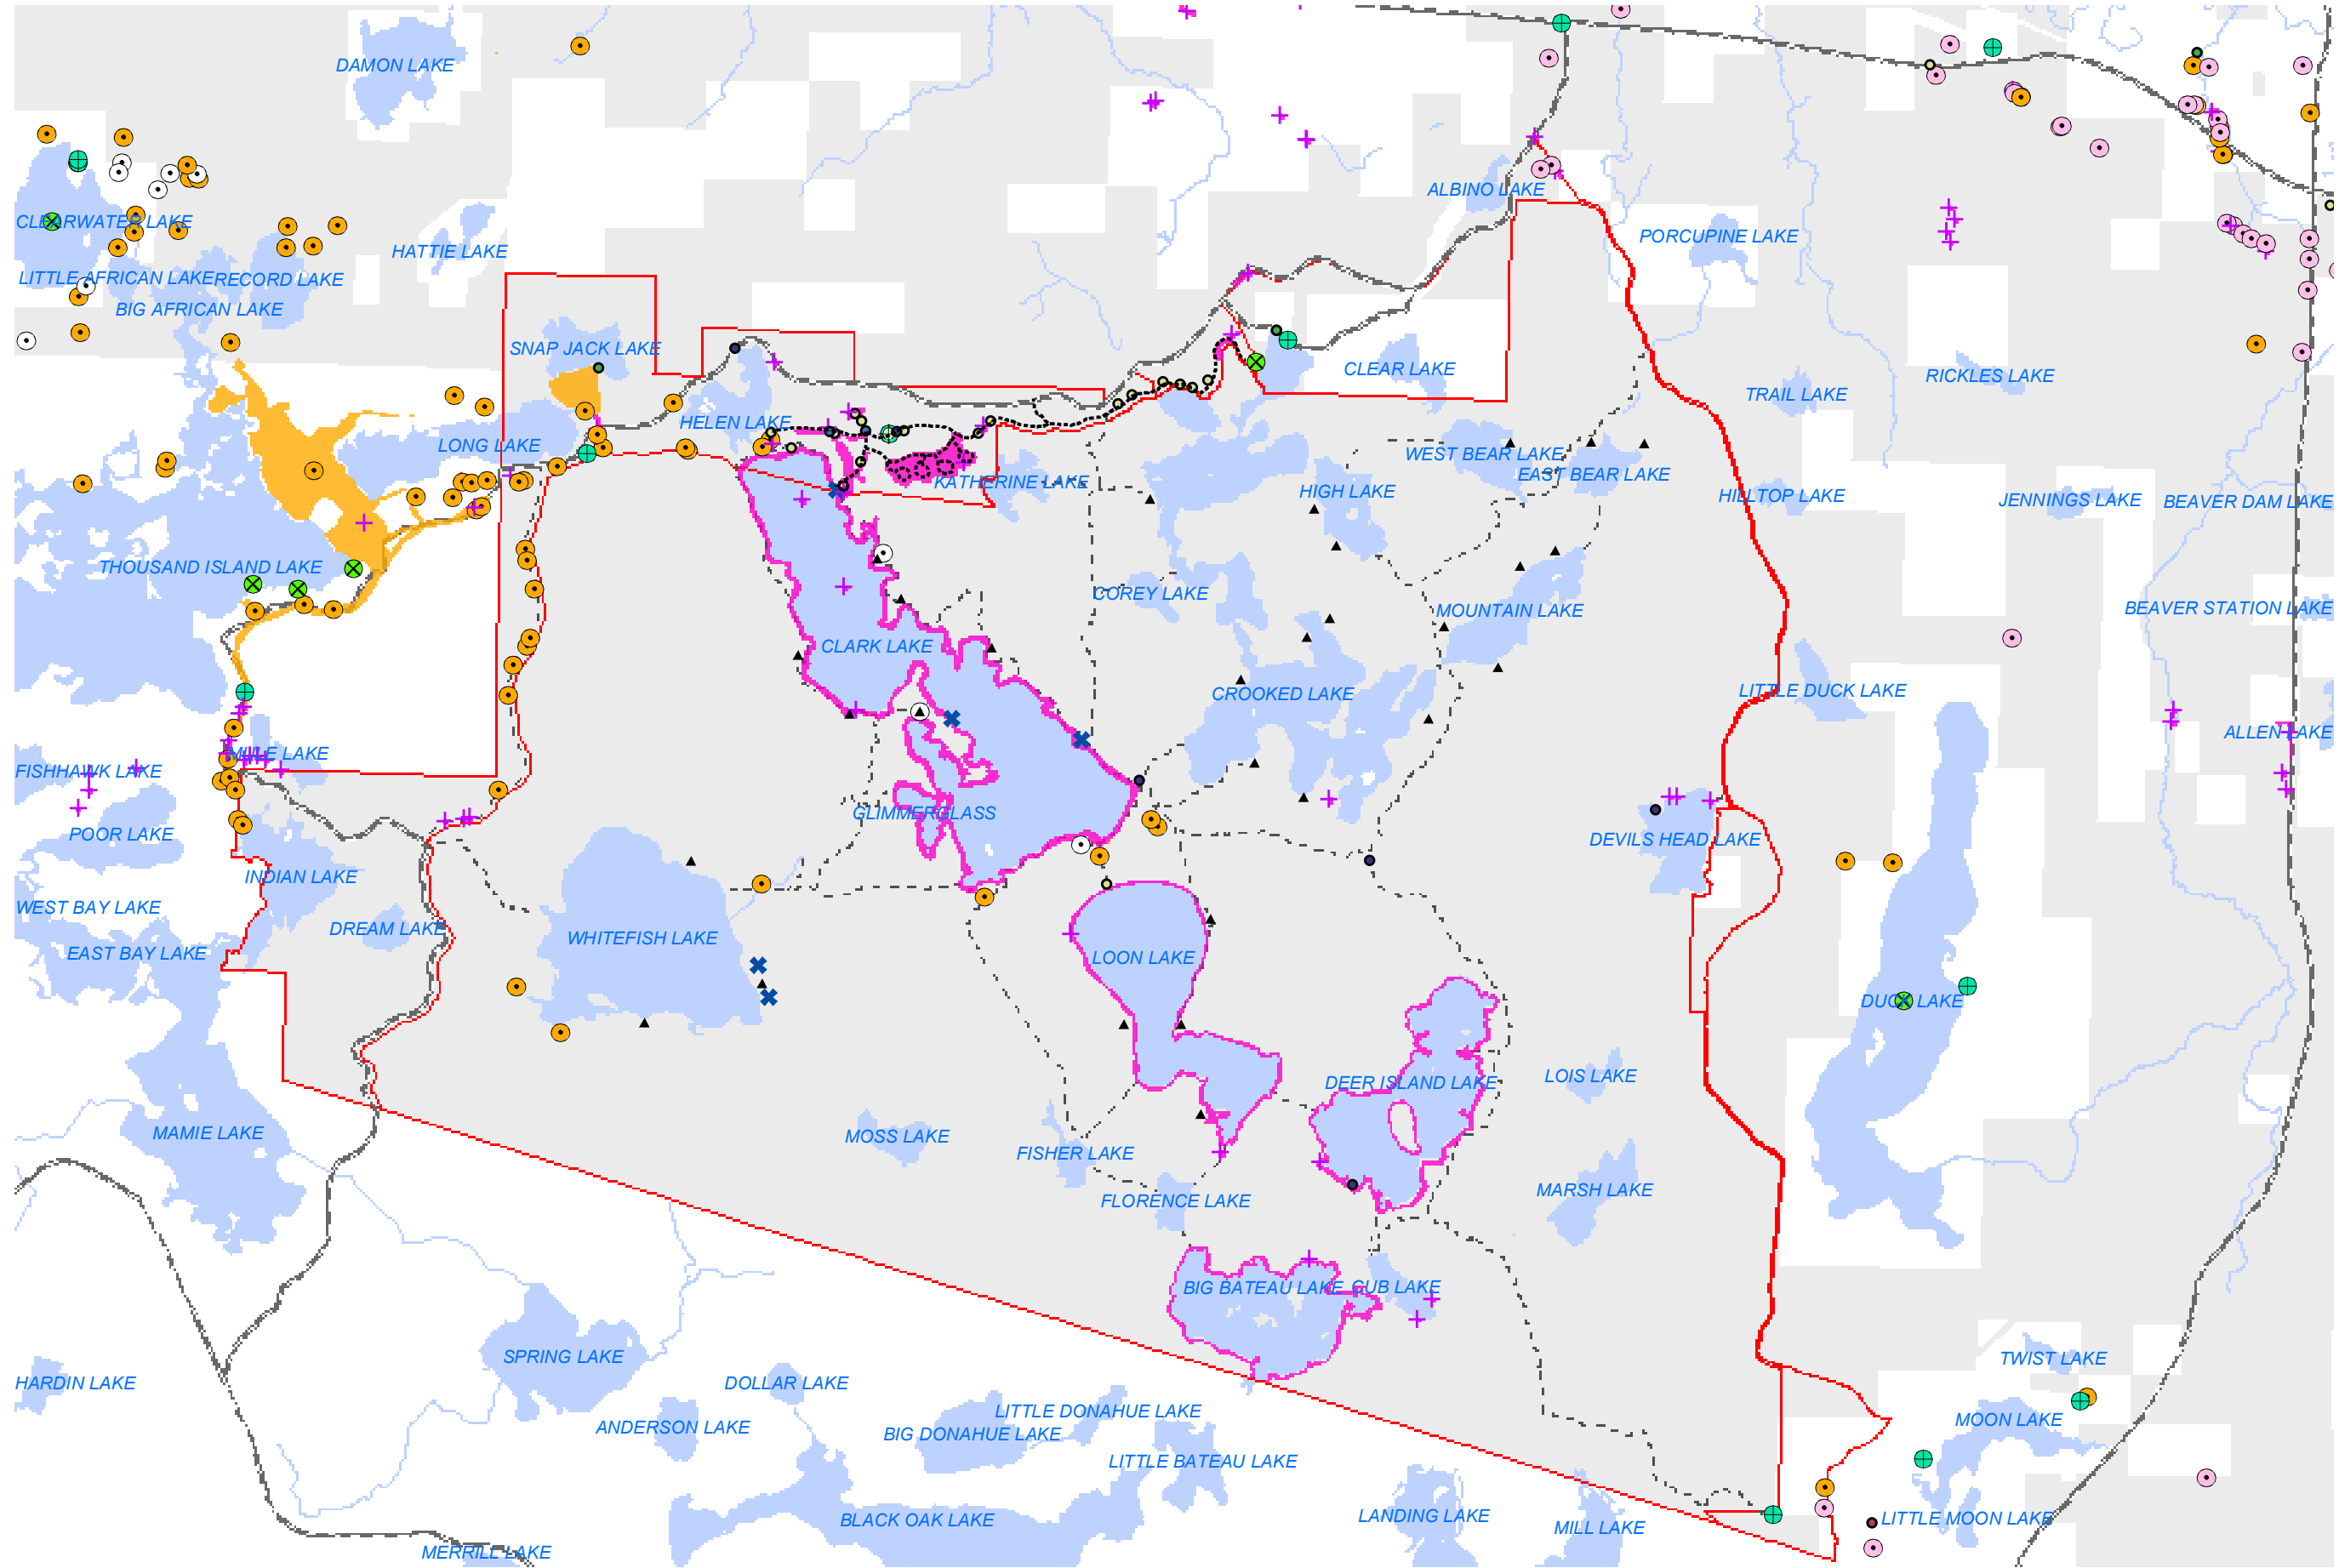 DAMON LAKE
ALBINO LAKE
CLEARWATER LAKE
PORCUPINE LAKE
HATTIE LAKE
LITTLE AFRICAN LAKE
RECORD LAKE
BIG AFRICAN LAKE
SNAP JACK LAKE
CLEAR LAKE
RICKLES LAKE
TRAIL LAKE
HELEN LAKE
LONG LAKE
WEST BEAR LAKE
EAST BEAR LAKE
KATHERINE LAKE
HIGH LAKE
HILLTOP LAKE
JENNINGS LAKE
BEAVER DAM LAKE
THOUSAND ISLAND LAKE
COREY LAKE
MOUNTAIN LAKE
BEAVER STATION LAKE
CLARK LAKE
CROOKED LAKE
LITTLE DUCK LAKE
ALLEN LAKE
MULE LAKE
FISHHAWK LAKE
GLIMMERGLASS
POOR LAKE
DEVILS HEAD LAKE
INDIAN LAKE
WEST BAY LAKE
DREAM LAKE
WHITEFISH LAKE
EAST BAY LAKE
LOON LAKE
DUCK LAKE
LOIS LAKE
DEER ISLAND LAKE
MAMIE LAKE
MOSS LAKE
FISHER LAKE
MARSH LAKE
FLORENCE LAKE
BIG BATEAU LAKE
CUB LAKE
SPRING LAKE
TWIST LAKE
HARDIN LAKE
DOLLAR LAKE
LITTLE DONAHUE LAKE
MOON LAKE
ANDERSON LAKE
BIG DONAHUE LAKE
LITTLE BATEAU LAKE
LANDING LAKE
LITTLE MOON LAKE
BLACK OAK LAKE
MILL LAKE
MERRILL LAKE